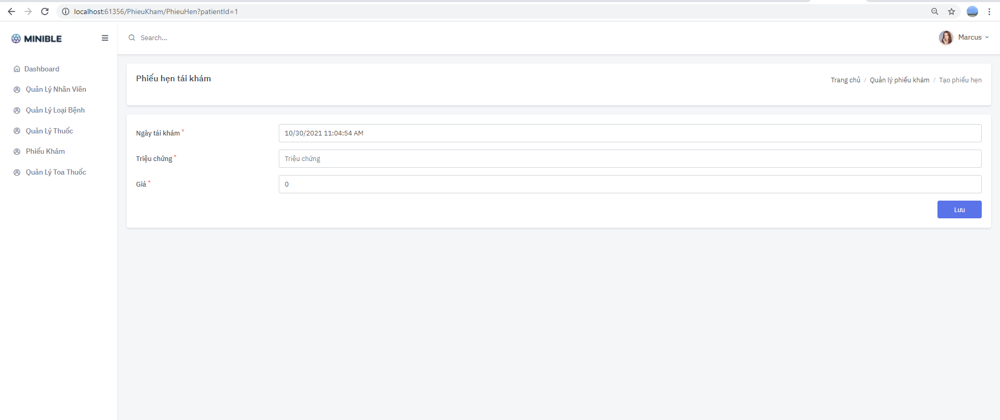 localhost:61356/PhieuKham/PhieuHen?patientId=1
MINIBLE
Search...
Marcus
Dashboard
Quản Lý Nhân Viên
Quản Lý Loại Bệnh
Quản Lý Thuốc
Phiếu Khám
Quản Lý Toa Thuốc
Phiếu hẹn tái khám
Trang chủ / Quản lý phiếu khám / Tạo phiếu hẹn
Ngày tái khám * 10/30/2021 11:04:54 AM
Triệu chứng * Triệu chứng
Giá * 0
Lưu